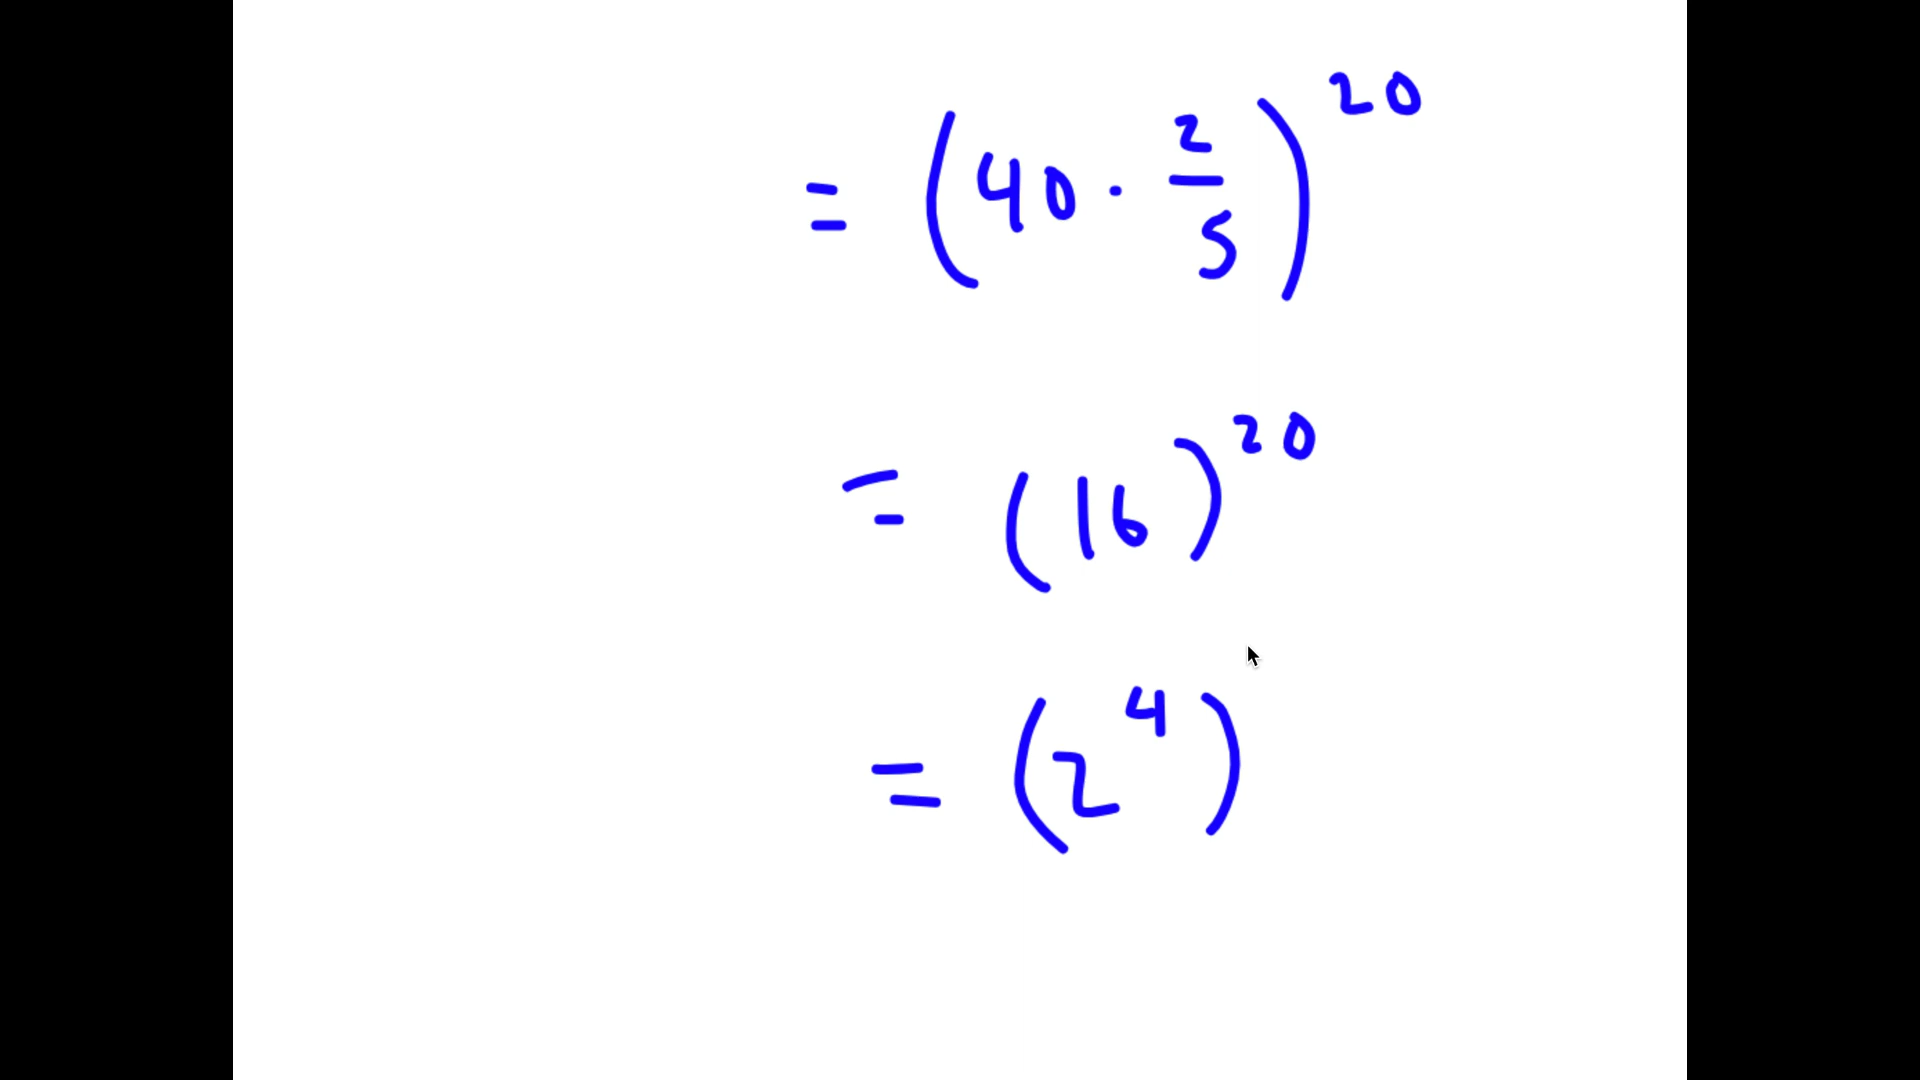 = (40 · 2/5)^20
= (16)^20
= (2^4)